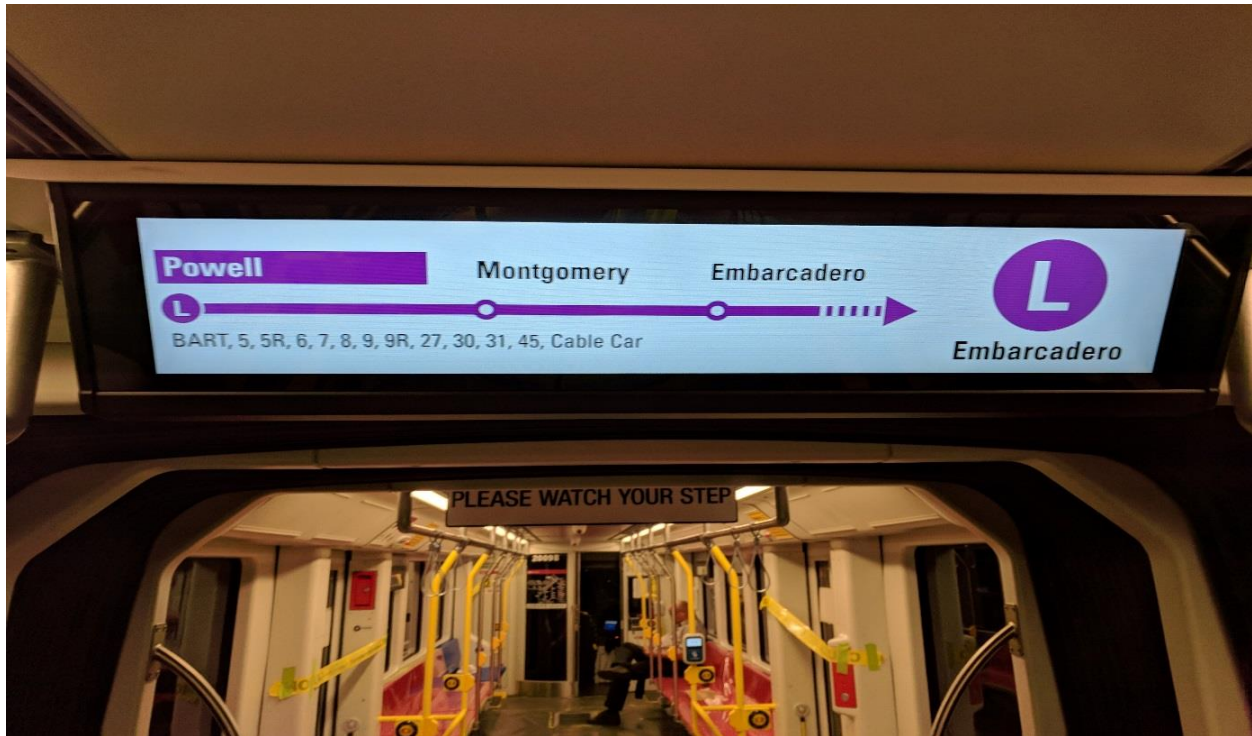 Powell Montgomery Embarcadero
L
BART, 5, 5R, 6, 7, 8, 9, 9R, 27, 30, 31, 45, Cable Car
L
Embarcadero
PLEASE WATCH YOUR STEP